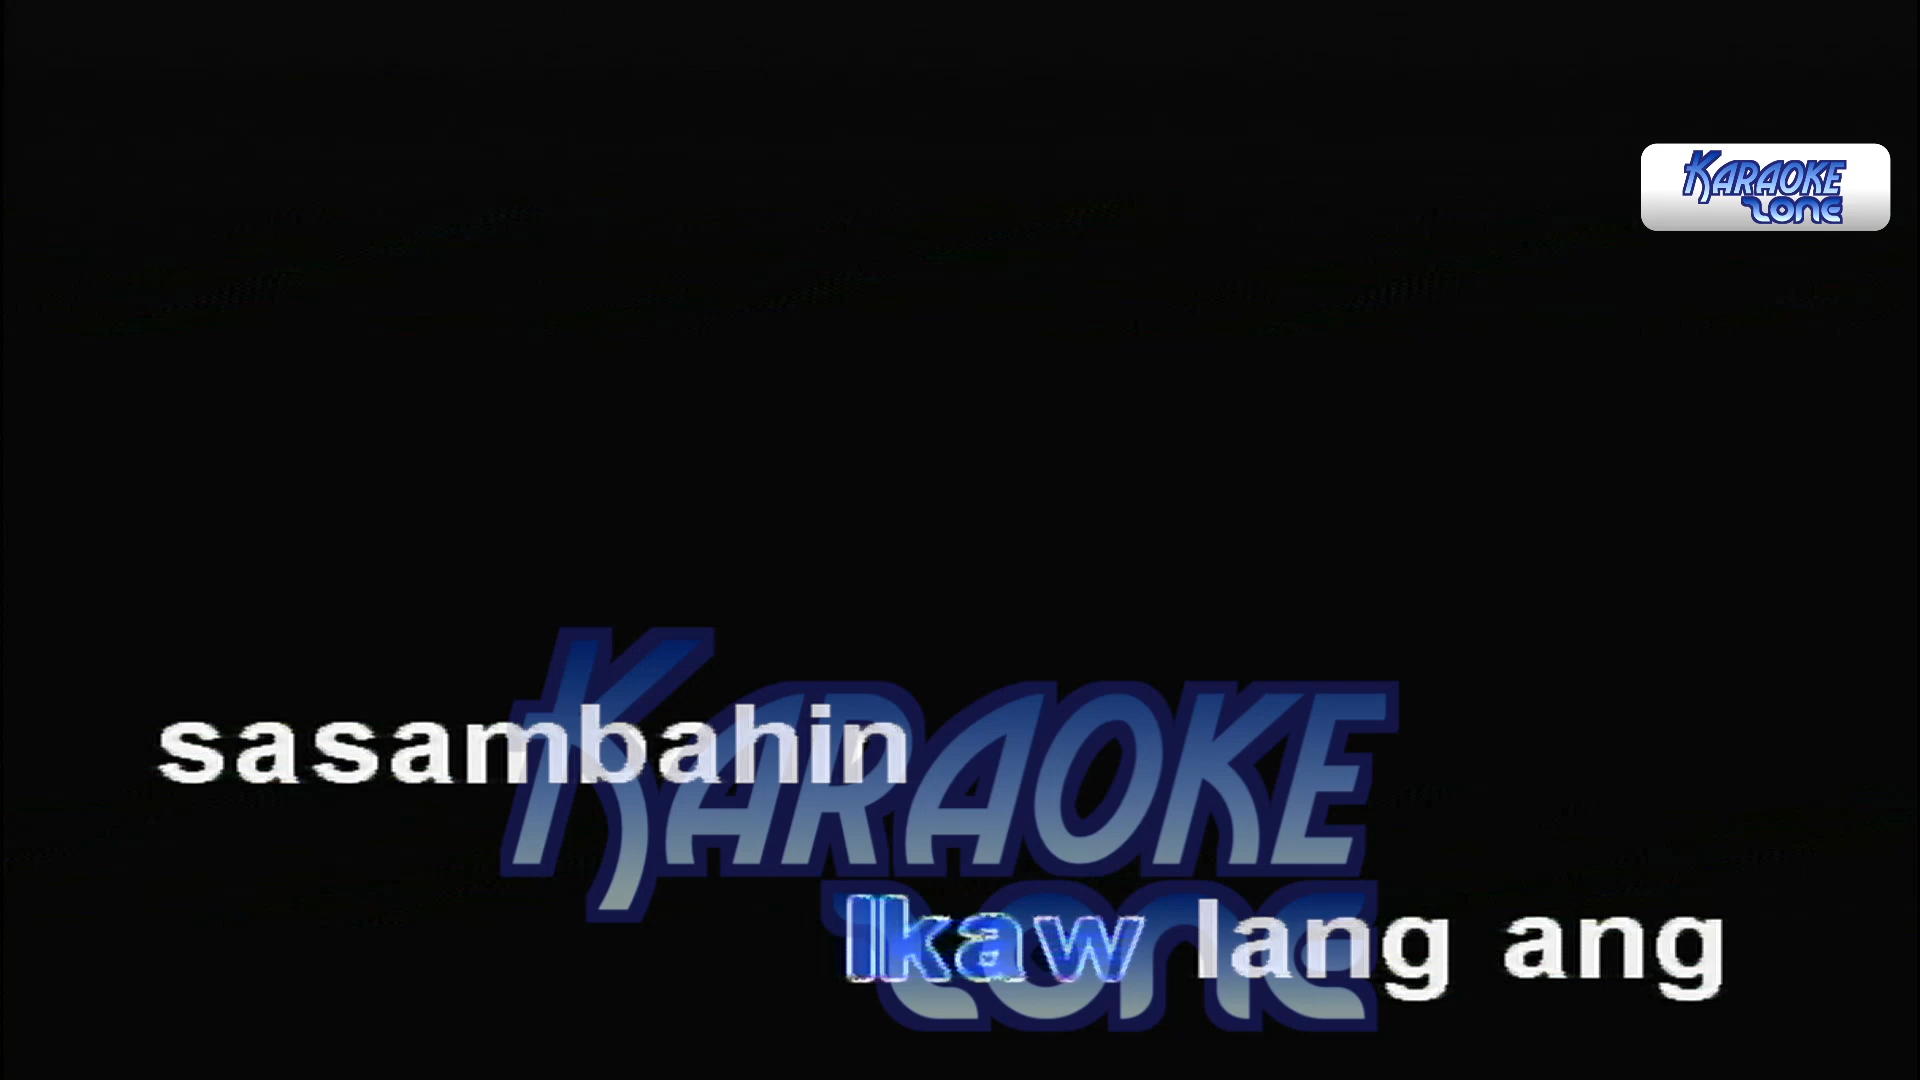 KARAOKE
ZONE
sasambahin
KARAOKE
Ikaw lang ang
ZONE